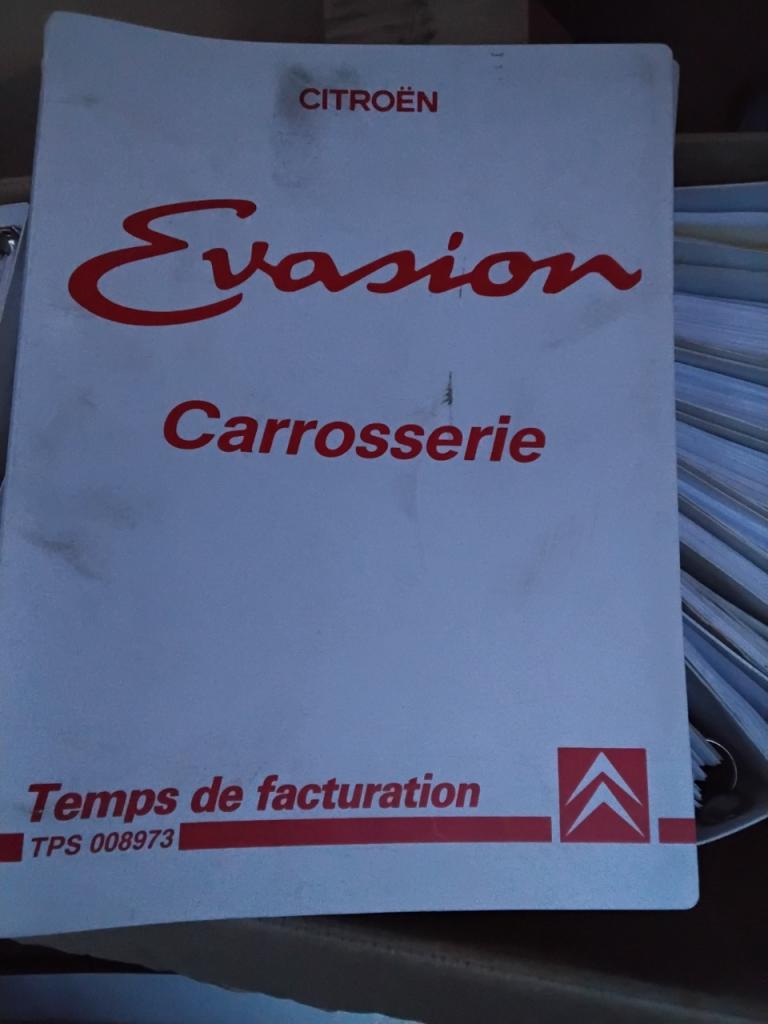 CITROËN
Evasion
Carrosserie
Temps de facturation
TPS 008973